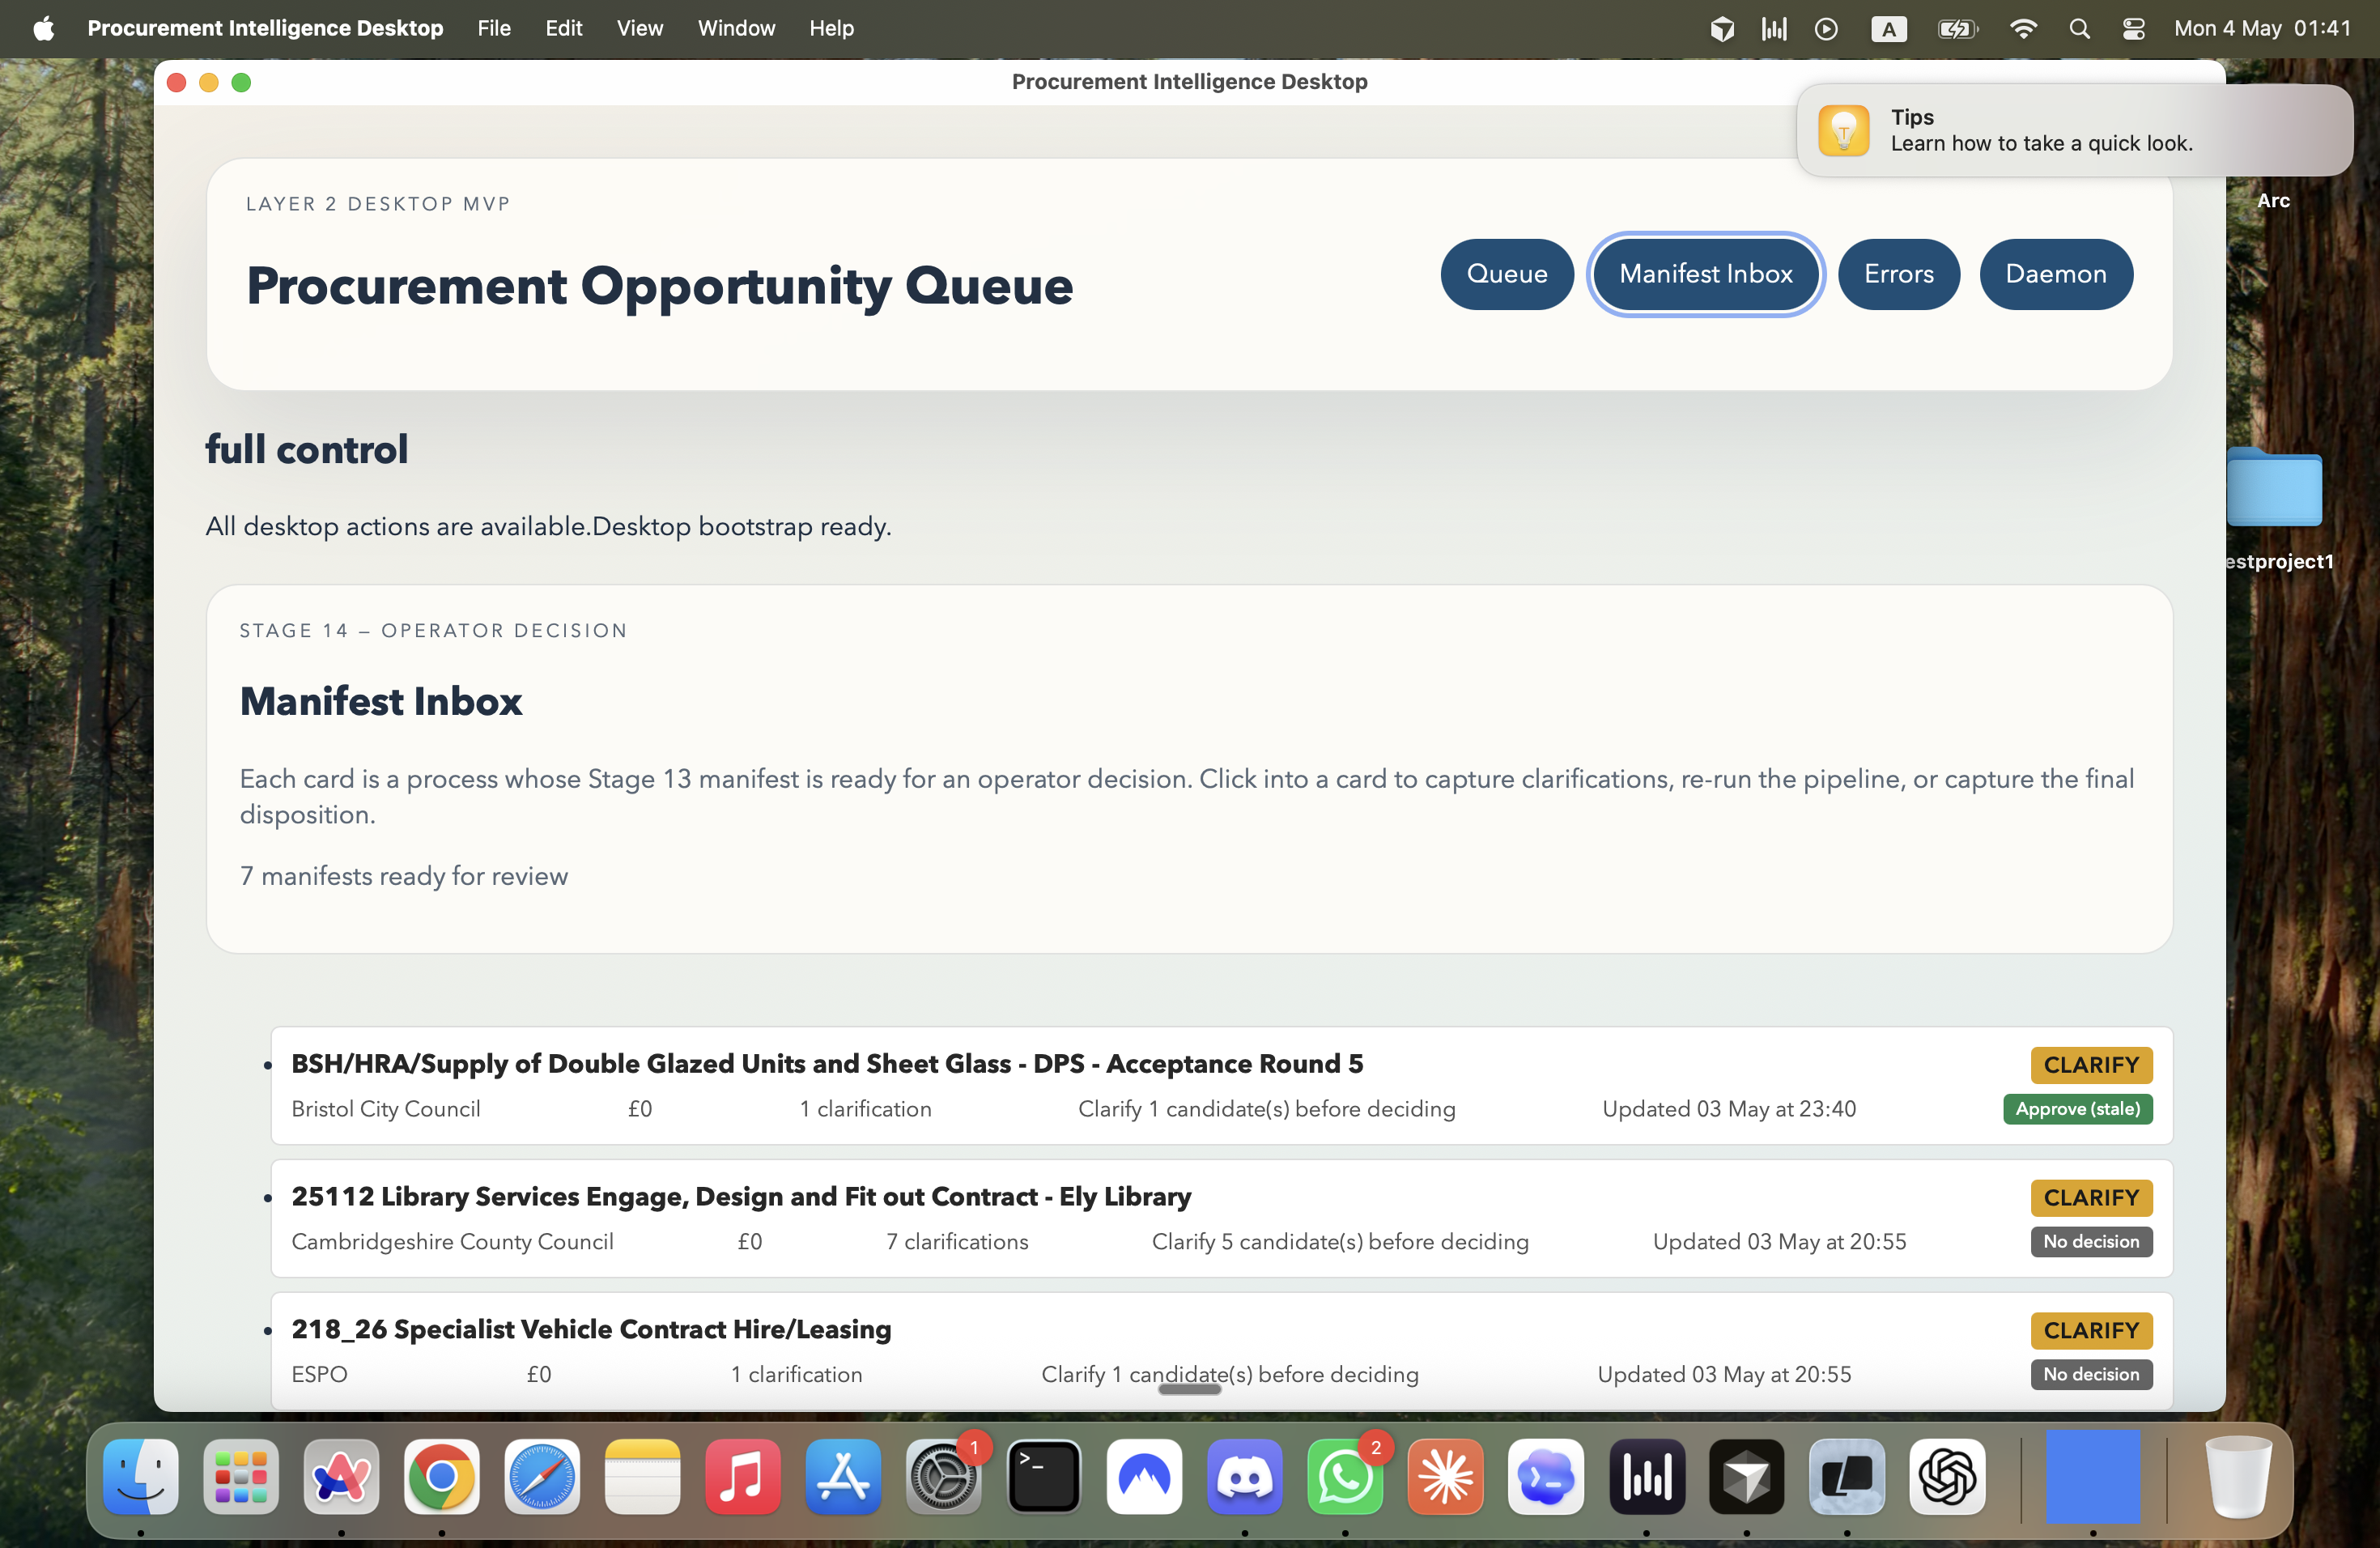 Procurement Intelligence Desktop File Edit View Window Help A Mon 4 May 01:41
Procurement Intelligence Desktop
Tips
Learn how to take a quick look.
Arc
LAYER 2 DESKTOP MVP
Procurement Opportunity Queue
Queue Manifest Inbox Errors Daemon
full control
All desktop actions are available.Desktop bootstrap ready.
estproject1
STAGE 14 – OPERATOR DECISION
Manifest Inbox
Each card is a process whose Stage 13 manifest is ready for an operator decision. Click into a card to capture clarifications, re-run the pipeline, or capture the final
disposition.
7 manifests ready for review
BSH/HRA/Supply of Double Glazed Units and Sheet Glass - DPS - Acceptance Round 5 CLARIFY
Bristol City Council £0 1 clarification Clarify 1 candidate(s) before deciding Updated 03 May at 23:40 Approve (stale)
25112 Library Services Engage, Design and Fit out Contract - Ely Library CLARIFY
Cambridgeshire County Council £0 7 clarifications Clarify 5 candidate(s) before deciding Updated 03 May at 20:55 No decision
218_26 Specialist Vehicle Contract Hire/Leasing CLARIFY
ESPO £0 1 clarification Clarify 1 candidate(s) before deciding Updated 03 May at 20:55 No decision
1 2